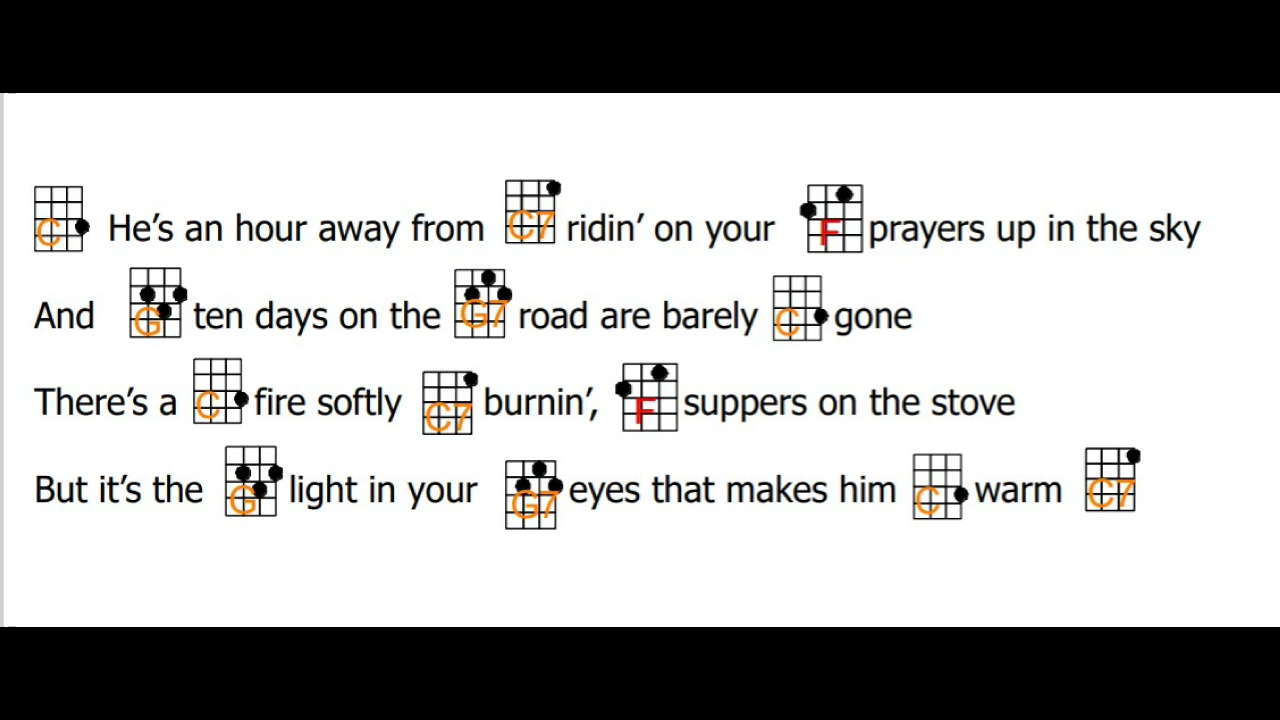 C He’s an hour away from C7 ridin’ on your F prayers up in the sky
And G ten days on the G7 road are barely C gone
There’s a C fire softly C7 burnin’, F suppers on the stove
But it’s the G light in your G7 eyes that makes him C warm C7